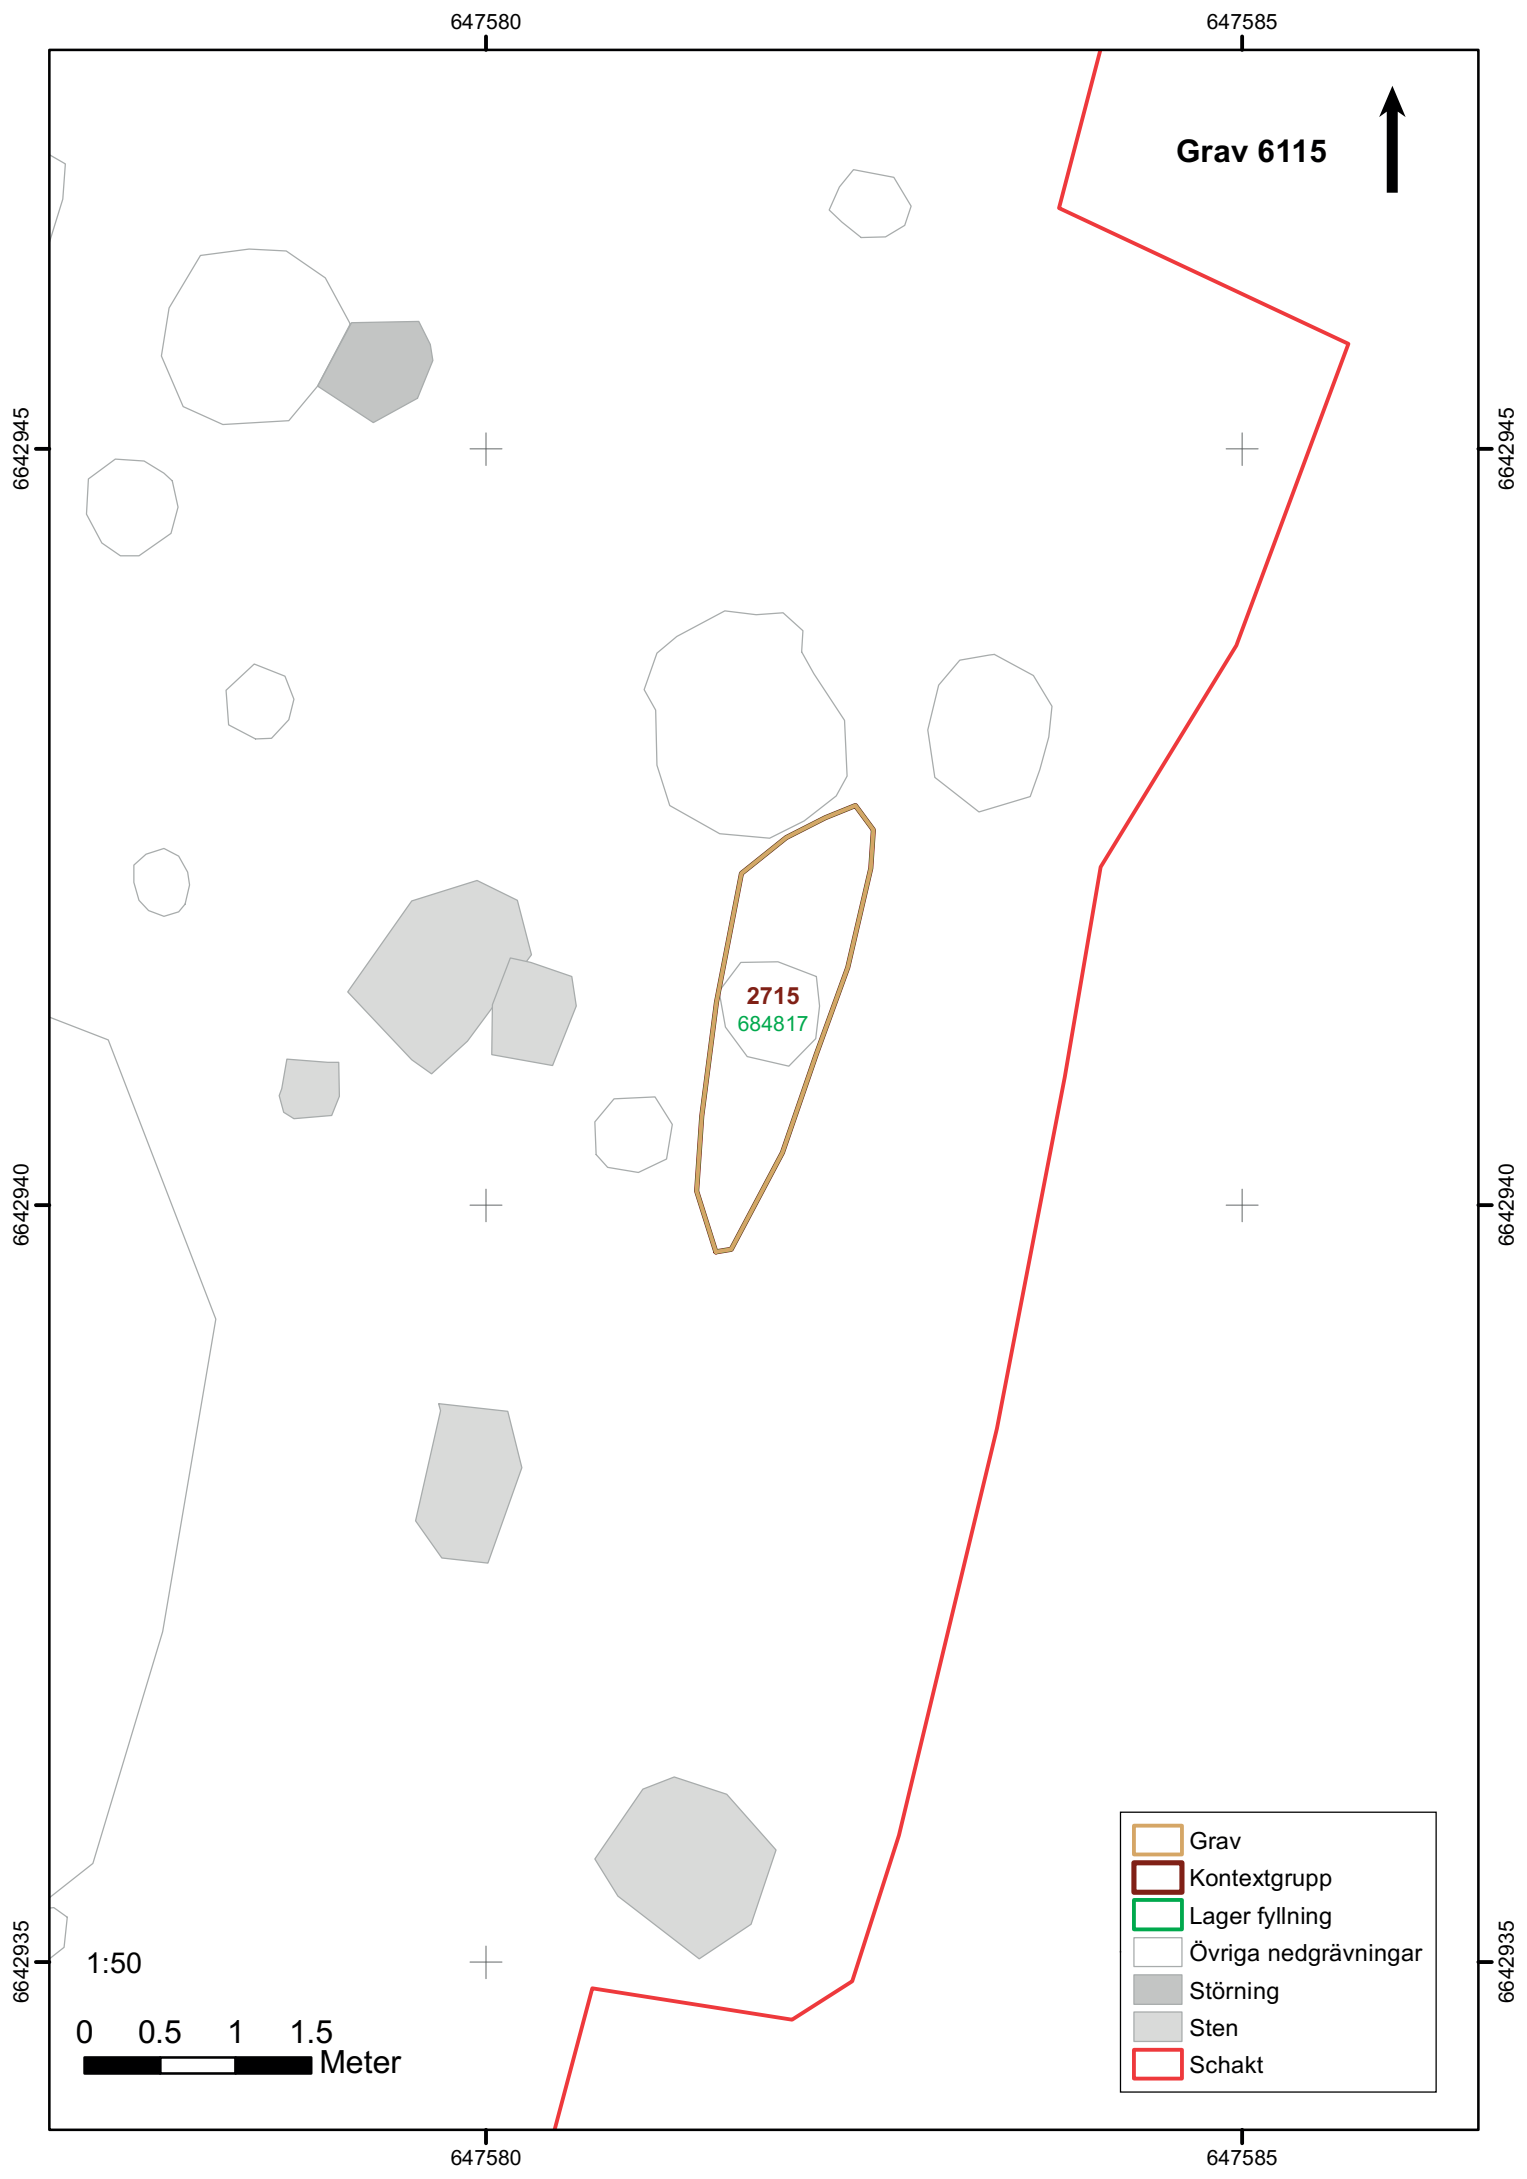 647580 647585
Grav 6115
6642945 6642945
2715
684817
6642940 6642940
Grav
Kontextgrupp
Lager fyllning
Övriga nedgrävningar
Störning
Sten
Schakt
6642935 6642935
1:50
0 0.5 1 1.5
Meter
647580 647585